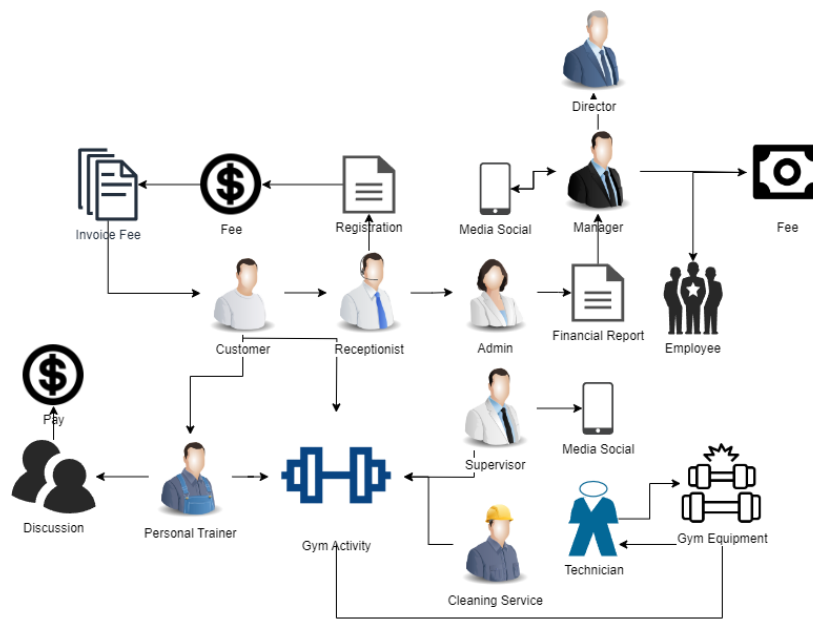 Director
Invoice Fee
Fee
Registration
Media Social
Manager
Fee
Customer
Receptionist
Admin
Financial Report
Employee
Pay
Supervisor
Media Social
Discussion
Personal Trainer
Gym Activity
Technician
Gym Equipment
Cleaning Service